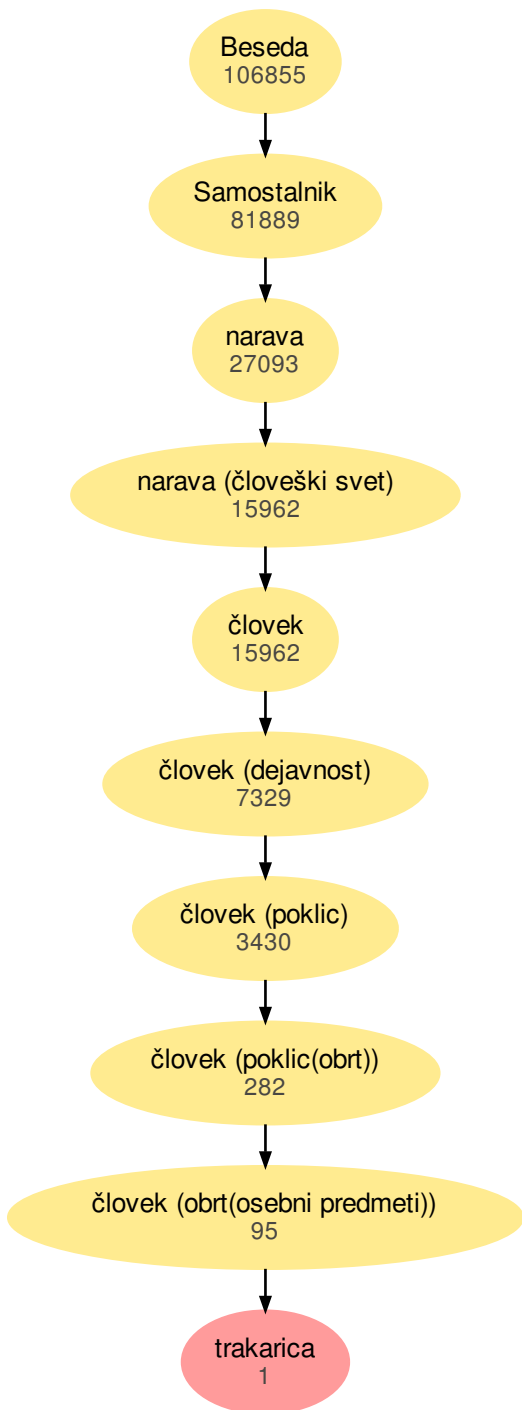 Beseda
106855
Samostalnik
81889
narava
27093
narava (človeški svet)
15962
človek
15962
človek (dejavnost)
7329
človek (poklic)
3430
človek (poklic(obrt))
282
človek (obrt(osebni predmeti))
95
trakarica
1